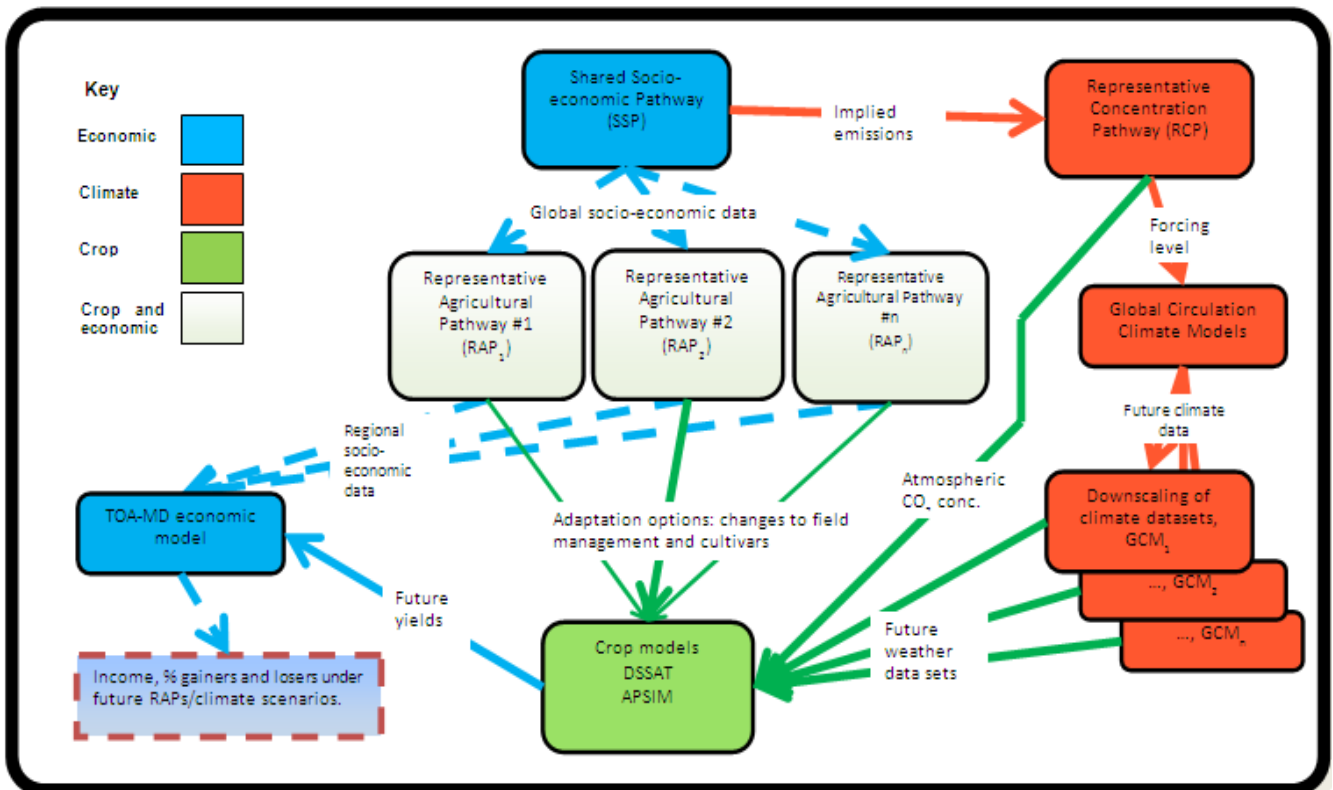 Key
Economic
Climate
Crop
Crop and
economic
Shared Socio-
economic Pathway
(SSP)
Implied
emissions
Representative
Concentration
Pathway (RCP)
Global socio-economic data
Forcing
level
Representative
Agricultural
Pathway #1
(RAP₁)
Representative
Agricultural
Pathway #2
(RAP₂)
Representative
Agricultural Pathway
#n
(RAPₙ)
Global Circulation
Climate Models
Future climate
data
Regional
socio-
economic
data
Atmospheric
CO₂ conc.
Downscaling of
climate datasets,
GCM₁
..., GCM₂
..., GCMₙ
TOA-MD economic
model
Adaptation options: changes to field
management and cultivars
Future
yields
Future
weather
data sets
Crop models
DSSAT
APSIM
Income, % gainers and losers under
future RAPs/climate scenarios.